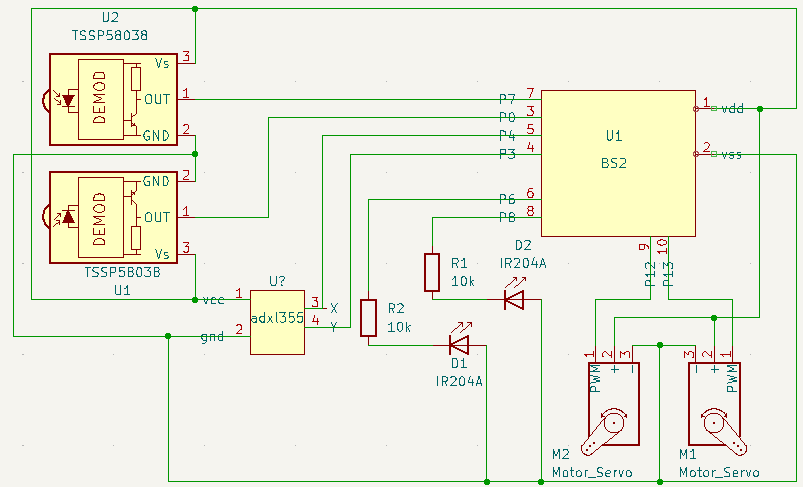 U2
TSSP58038
Vs
3
DEMOD
OUT
1
GND
2
GND
2
DEMOD
OUT
1
Vs
3
TSSP5803B
U1
P7
7
P0
3
P4
5
P3
4
P6
6
P8
8
U1
BS2
1
vdd
2
vss
9
10
P12
P13
U?
vcc
1
adxl355
gnd
2
3
X
4
Y
R1
10k
R2
10k
D2
IR204A
D1
IR204A
1
2
3
PWM
+
-
M2
Motor_Servo
3
2
1
-
+
PWM
M1
Motor_Servo